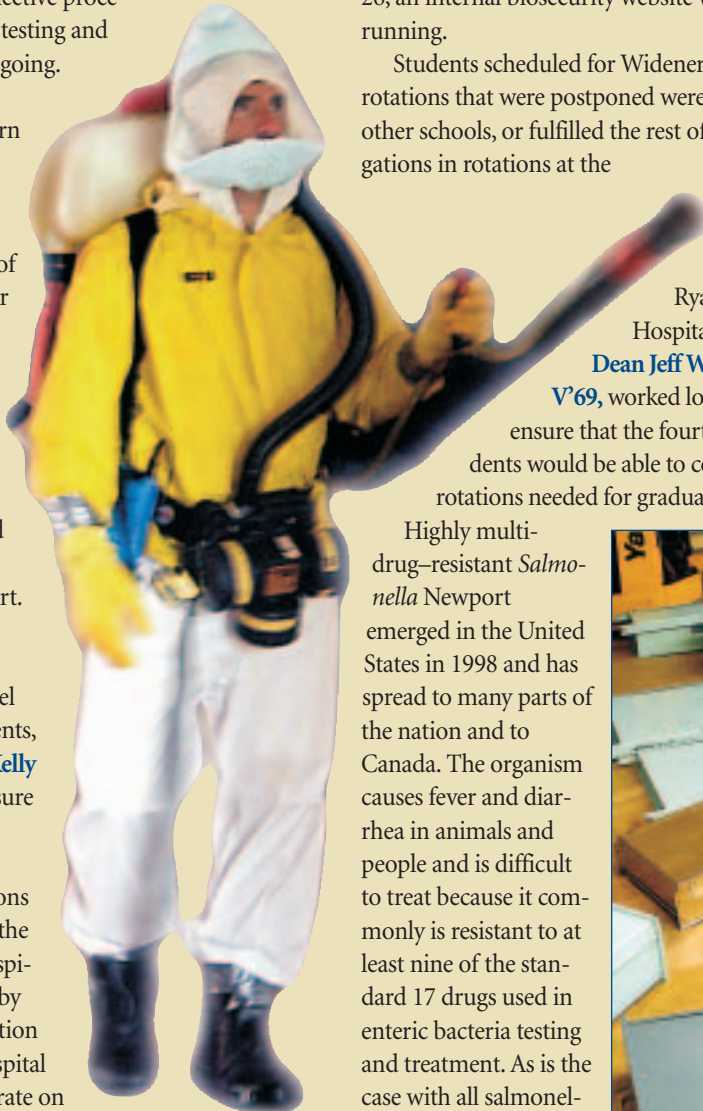 ective proce-
testing and
going.
rn
of
r
d
rt.
el
ents,
Kelly
sure
ons
the
spi-
by
tion
spital
rate on
26, an internal biosecurity website
running.
Students scheduled for Widener
rotations that were postponed were
other schools, or fulfilled the rest of
gations in rotations at the
Rya
Hospita
Dean Jeff W
V’69, worked lo
ensure that the fourt
dents would be able to co
rotations needed for gradua
Highly multi-
drug–resistant Salmo-
nella Newport
emerged in the United
States in 1998 and has
spread to many parts of
the nation and to
Canada. The organism
causes fever and diar-
rhea in animals and
people and is difficult
to treat because it com-
monly is resistant to at
least nine of the stan-
dard 17 drugs used in
enteric bacteria testing
and treatment. As is the
case with all salmonel-
Ya